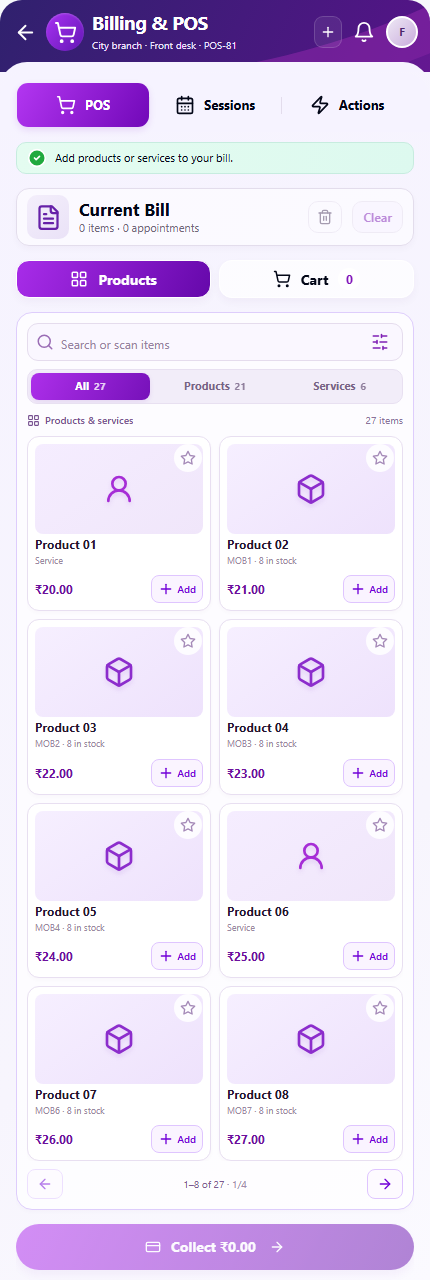 Billing & POS
City branch · Front desk · POS-81
F
POS
Sessions
Actions
Add products or services to your bill.
Current Bill
0 items · 0 appointments
Clear
Products
Cart 0
Search or scan items
All 27
Products 21
Services 6
Products & services
27 items
Product 01
Service
₹20.00
Add
Product 02
MOB1 · 8 in stock
₹21.00
Add
Product 03
MOB2 · 8 in stock
₹22.00
Add
Product 04
MOB3 · 8 in stock
₹23.00
Add
Product 05
MOB4 · 8 in stock
₹24.00
Add
Product 06
Service
₹25.00
Add
Product 07
MOB6 · 8 in stock
₹26.00
Add
Product 08
MOB7 · 8 in stock
₹27.00
Add
1–8 of 27 · 1/4
Collect ₹0.00